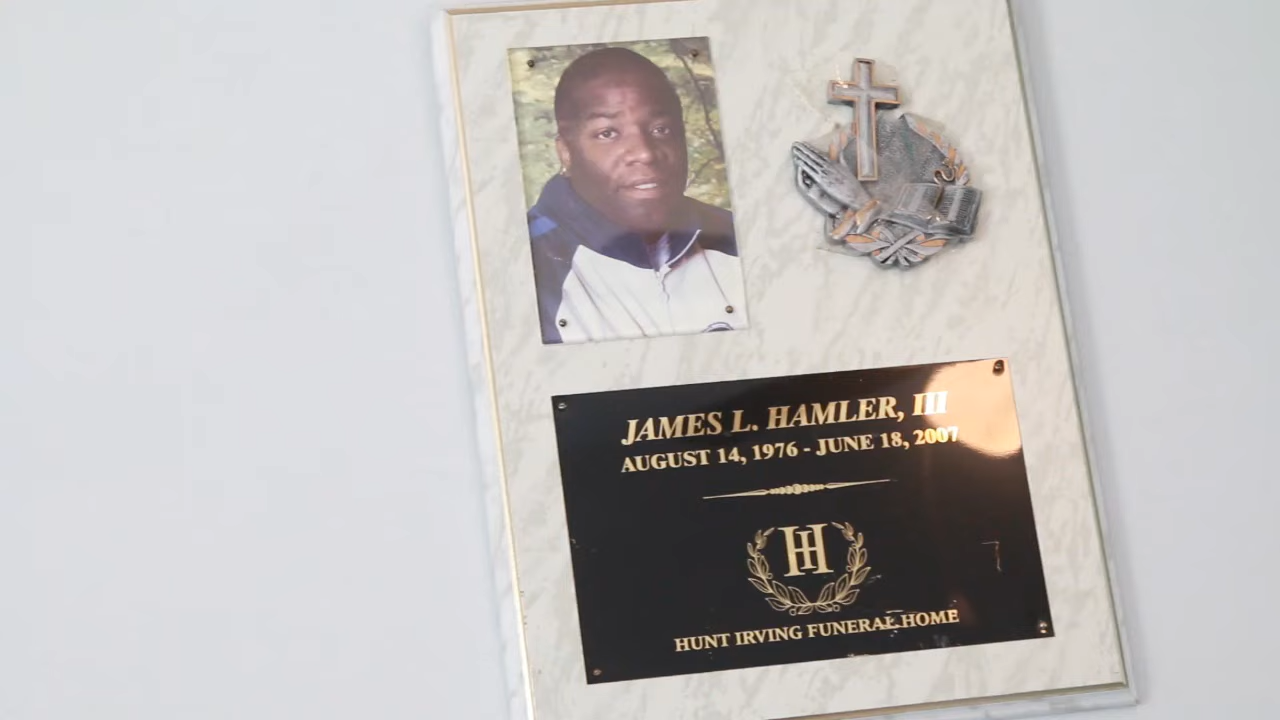 JAMES L. HAMLER, III
AUGUST 14, 1976 - JUNE 18, 2007
HI
HUNT IRVING FUNERAL HOME